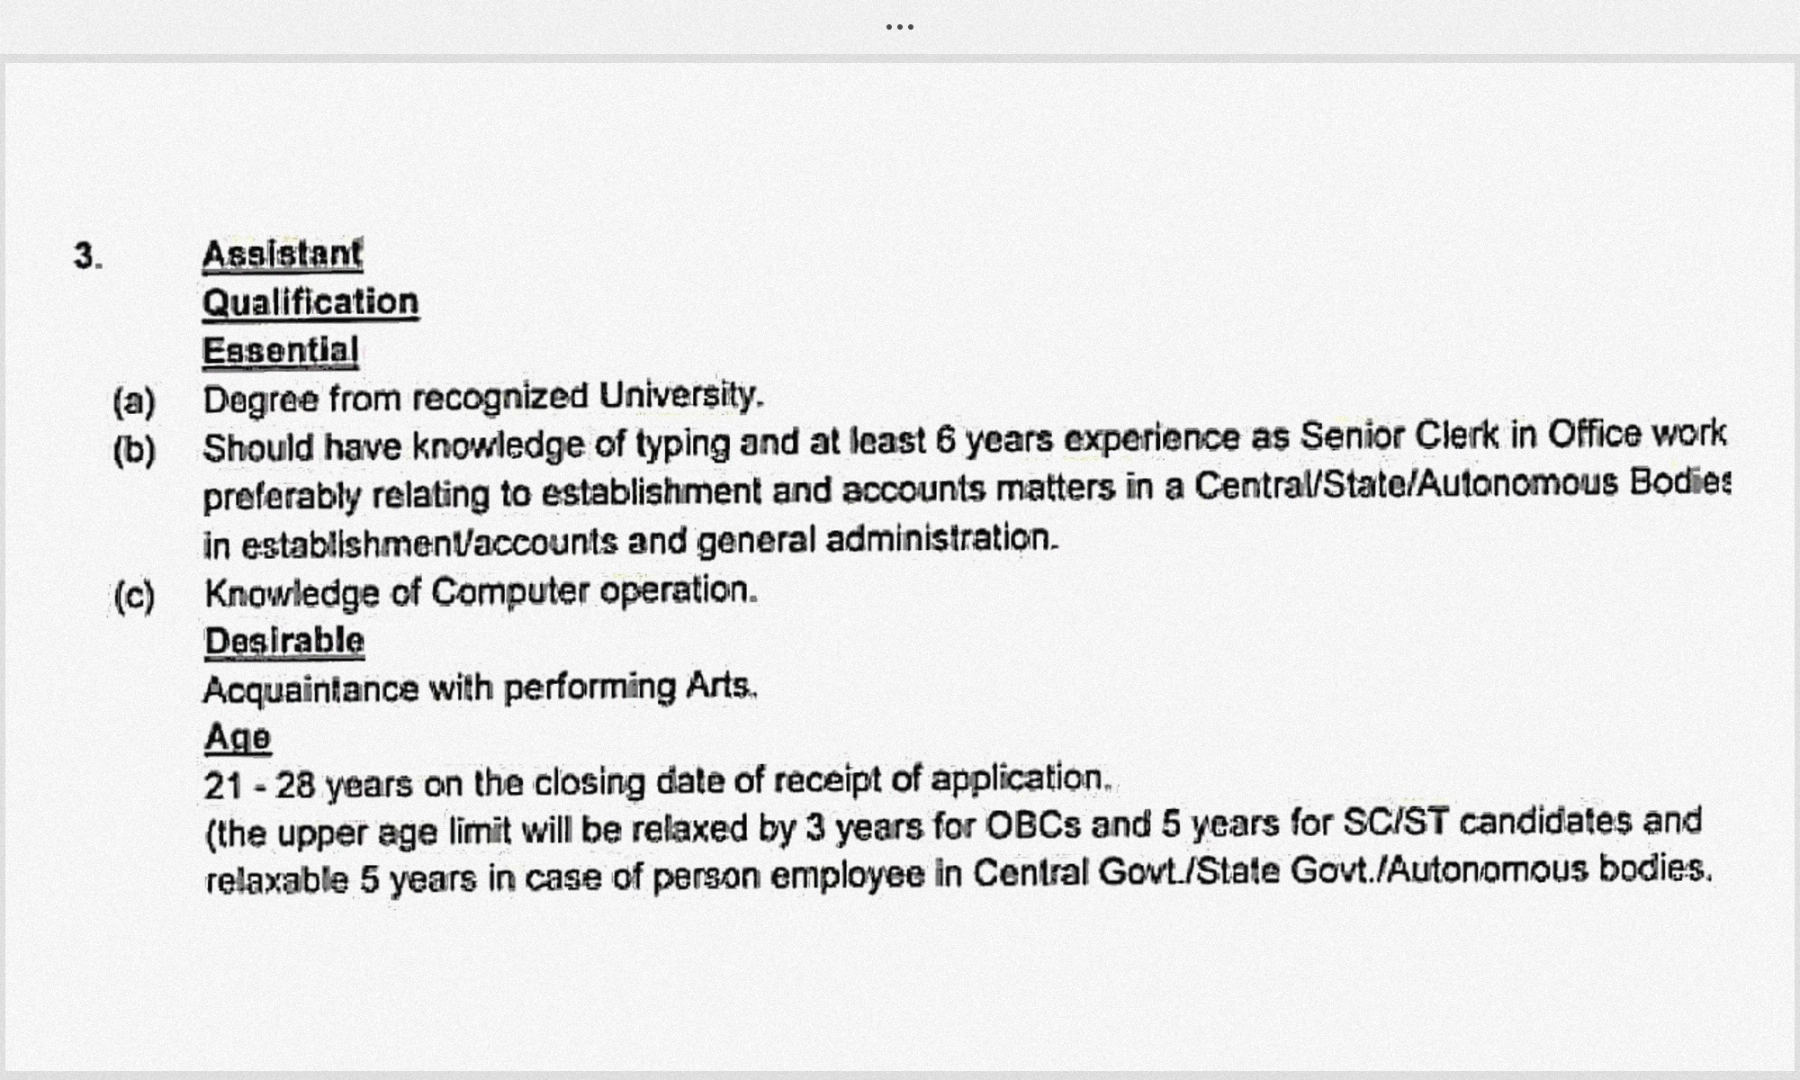 3. Assistant
Qualification
Essential
(a) Degree from recognized University.
(b) Should have knowledge of typing and at least 6 years experience as Senior Clerk in Office work
preferably relating to establishment and accounts matters in a Central/State/Autonomous Bodies
in establishment/accounts and general administration.
(c) Knowledge of Computer operation.
Desirable
Acquaintance with performing Arts.
Age
21 - 28 years on the closing date of receipt of application.
(the upper age limit will be relaxed by 3 years for OBCs and 5 years for SC/ST candidates and
relaxable 5 years in case of person employee in Central Govt./State Govt./Autonomous bodies.